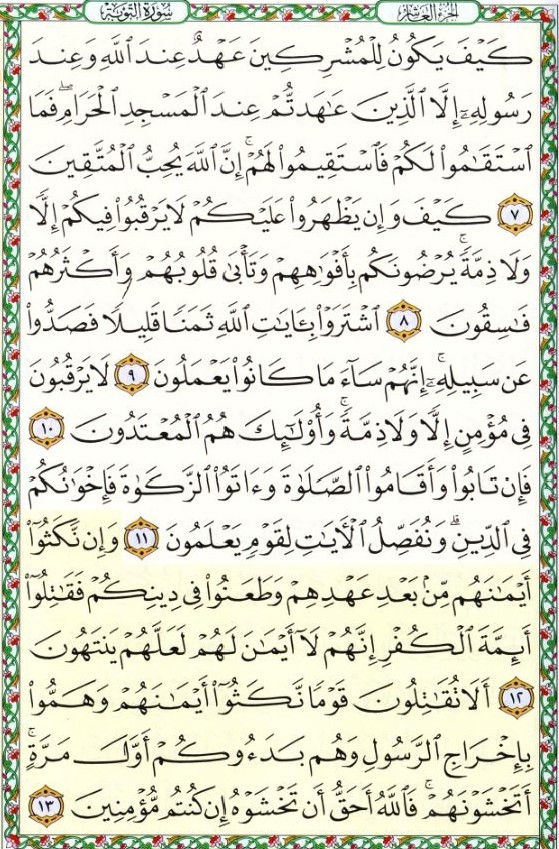 سورة التوبة
الجزء العاشر
كَيْفَ يَكُونُ لِلْمُشْرِكِينَ عَهْدٌ عِندَ ٱللَّهِ وَعِندَ
رَسُولِهِۦٓ إِلَّا ٱلَّذِينَ عَٰهَدتُّمْ عِندَ ٱلْمَسْجِدِ ٱلْحَرَامِۖ فَمَا
ٱسْتَقَٰمُوا۟ لَكُمْ فَٱسْتَقِيمُوا۟ لَهُمْۚ إِنَّ ٱللَّهَ يُحِبُّ ٱلْمُتَّقِينَ
٧ كَيْفَ وَإِن يَظْهَرُوا۟ عَلَيْكُمْ لَا يَرْقُبُوا۟ فِيكُمْ إِلًّا
وَلَا ذِمَّةًۚ يُرْضُونَكُم بِأَفْوَٰهِهِمْ وَتَأْبَىٰ قُلُوبُهُمْ وَأَكْثَرُهُمْ
فَٰسِقُونَ ٨ ٱشْتَرَوْا۟ بِـَٔايَٰتِ ٱللَّهِ ثَمَنًا قَلِيلًا فَصَدُّوا۟
عَن سَبِيلِهِۦٓۚ إِنَّهُمْ سَآءَ مَا كَانُوا۟ يَعْمَلُونَ ٩ لَا يَرْقُبُونَ
فِى مُؤْمِنٍ إِلًّا وَلَا ذِمَّةًۚ وَأُو۟لَٰٓئِكَ هُمُ ٱلْمُعْتَدُونَ ١٠
فَإِن تَابُوا۟ وَأَقَامُوا۟ ٱلصَّلَوٰةَ وَءَاتَوُا۟ ٱلزَّكَوٰةَ فَإِخْوَٰنُكُمْ
فِى ٱلدِّينِۗ وَنُفَصِّلُ ٱلْـَٔايَٰتِ لِقَوْمٍ يَعْلَمُونَ ١١ وَإِن نَّكَثُوٓا۟
أَيْمَٰنَهُم مِّنۢ بَعْدِ عَهْدِهِمْ وَطَعَنُوا۟ فِى دِينِكُمْ فَقَٰتِلُوٓا۟
أَئِمَّةَ ٱلْكُفْرِۙ إِنَّهُمْ لَآ أَيْمَٰنَ لَهُمْ لَعَلَّهُمْ يَنتَهُونَ
١٢ أَلَا تُقَٰتِلُونَ قَوْمًا نَّكَثُوٓا۟ أَيْمَٰنَهُمْ وَهَمُّوا۟
بِإِخْرَاجِ ٱلرَّسُولِ وَهُم بَدَءُوكُمْ أَوَّلَ مَرَّةٍۚ
أَتَخْشَوْنَهُمْۚ فَٱللَّهُ أَحَقُّ أَن تَخْشَوْهُ إِن كُنتُم مُّؤْمِنِينَ ١٣